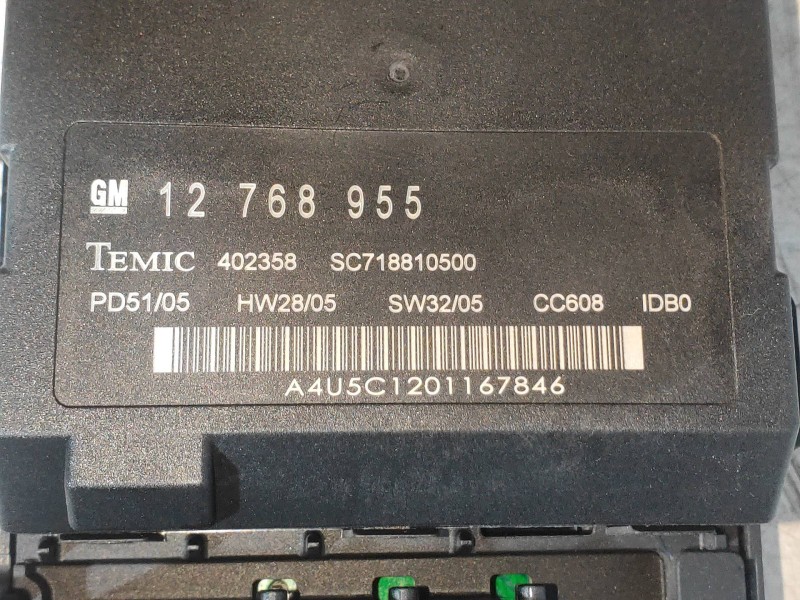 GM 12 768 955
TEMIC 402358 SC718810500
PD51/05 HW28/05 SW32/05 CC608 IDB0
A4U5C1201167846